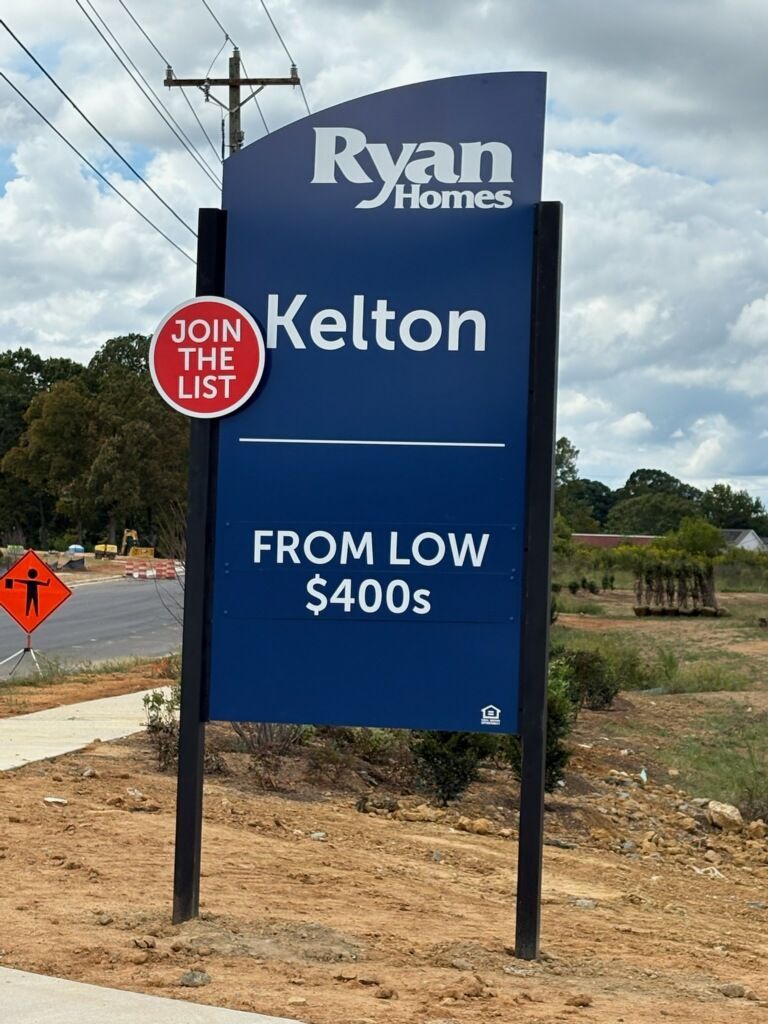 Ryan
Homes
Kelton
JOIN
THE
LIST
FROM LOW
$400s